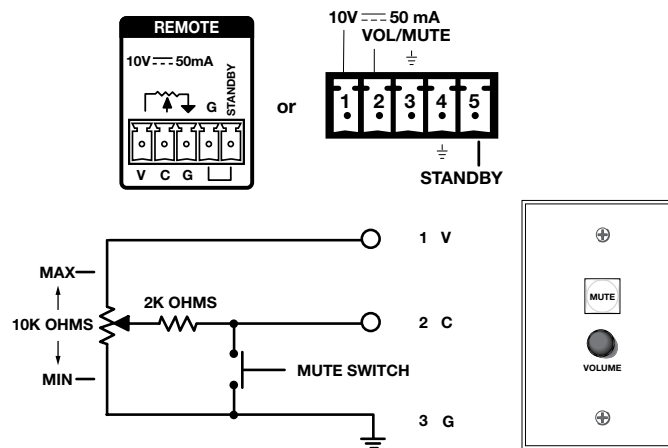 REMOTE
10V 50mA
G
STANDBY
V C G
or
10V 50 mA
VOL/MUTE
1 2 3 4 5
STANDBY
1 V
MAX
2K OHMS
10K OHMS
2 C
MIN
MUTE SWITCH
3 G
MUTE
VOLUME